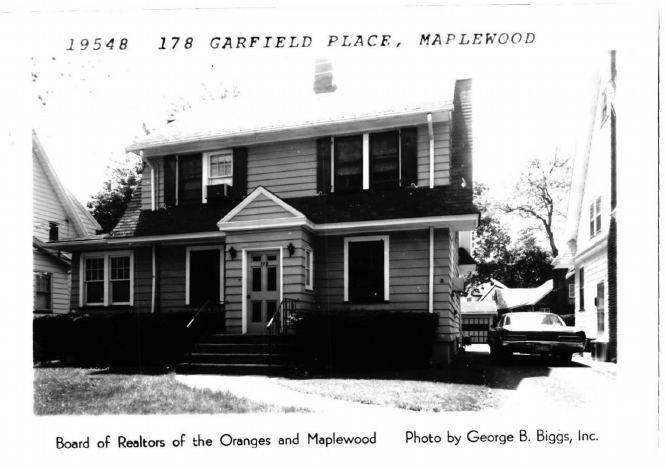 19548 178 GARFIELD PLACE, MAPLEWOOD
Board of Realtors of the Oranges and Maplewood Photo by George B. Biggs, Inc.